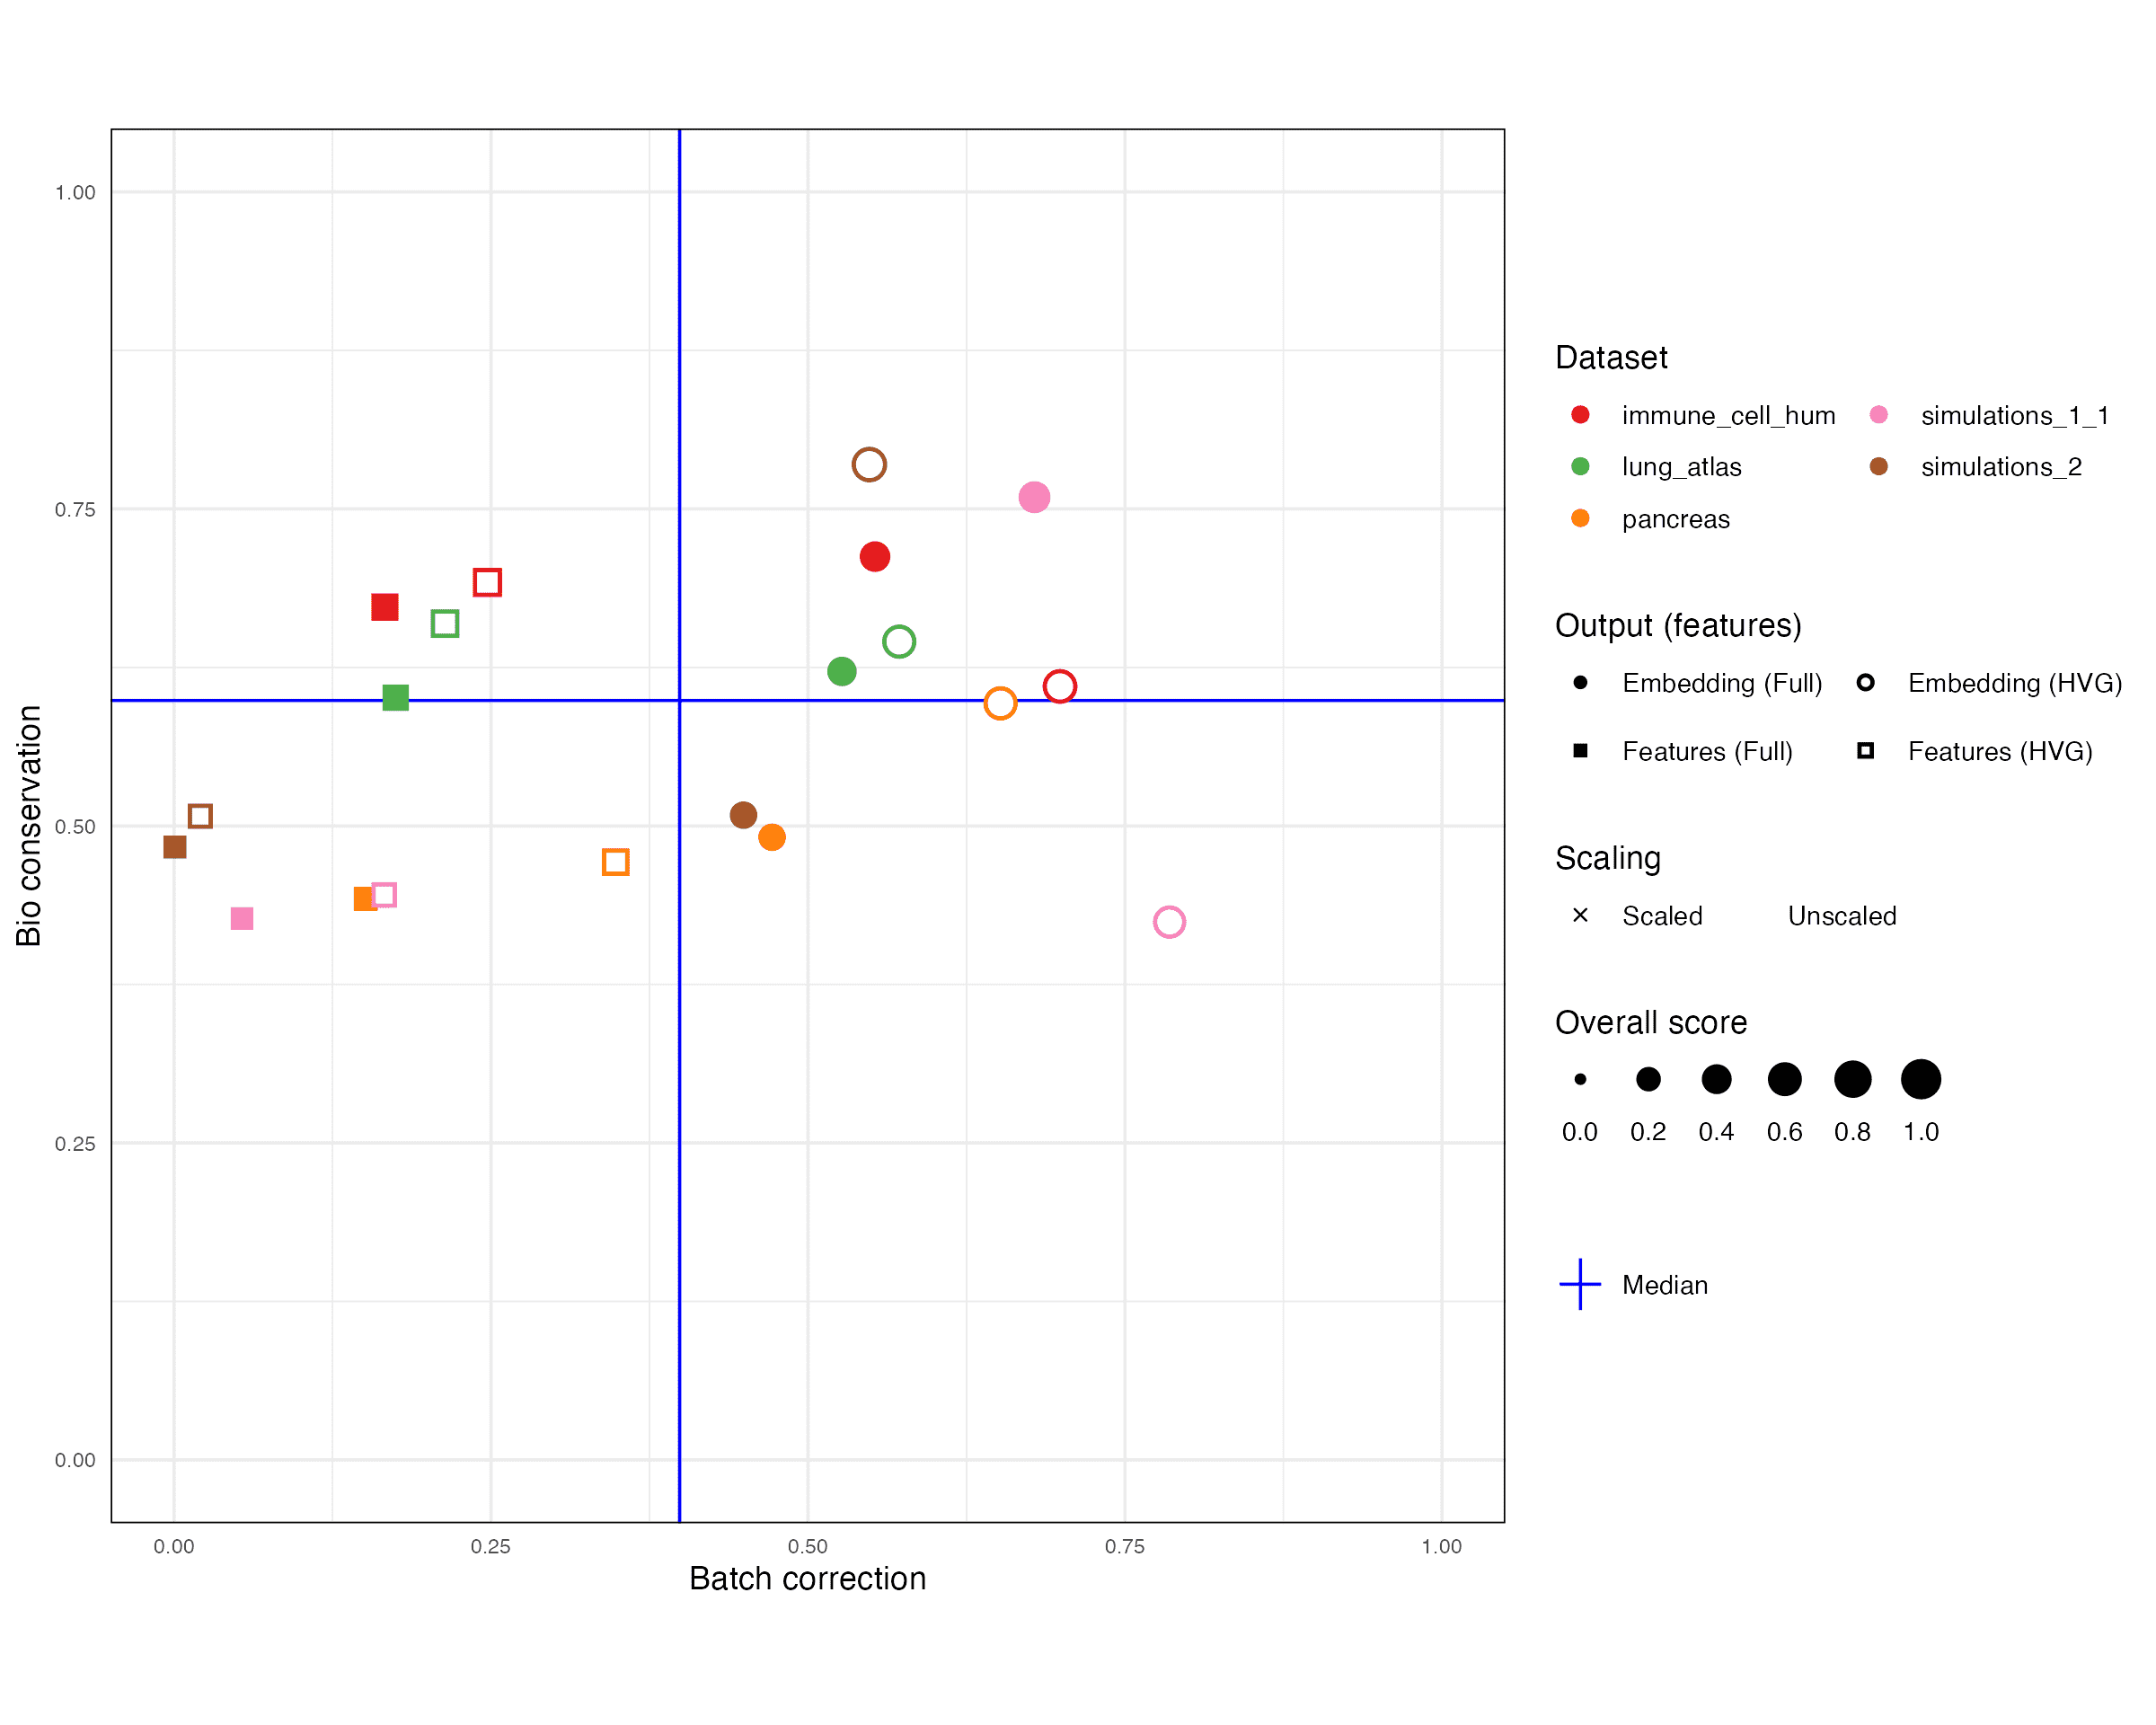 1.00
0.75
0.50
0.25
0.00
Bio conservation
0.00 0.25 0.50 0.75 1.00
Batch correction
Dataset
immune_cell_hum simulations_1_1
lung_atlas simulations_2
pancreas
Output (features)
Embedding (Full) Embedding (HVG)
Features (Full) Features (HVG)
Scaling
Scaled Unscaled
Overall score
0.0 0.2 0.4 0.6 0.8 1.0
Median